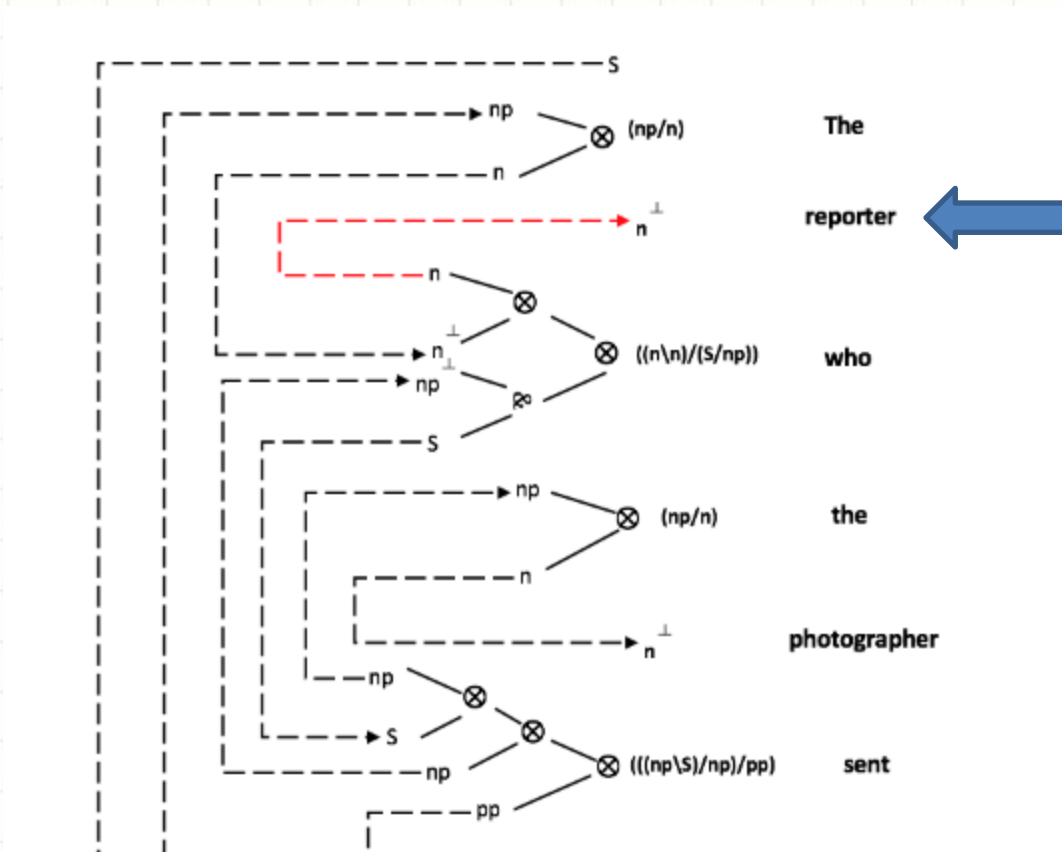 S
np (np/n) The
n
n⊥ reporter
n
n⊥ ((n\n)/(S/np)) who
np⊥
S
np (np/n) the
n
n⊥ photographer
np
S
np (((np\S)/np)/pp) sent
pp